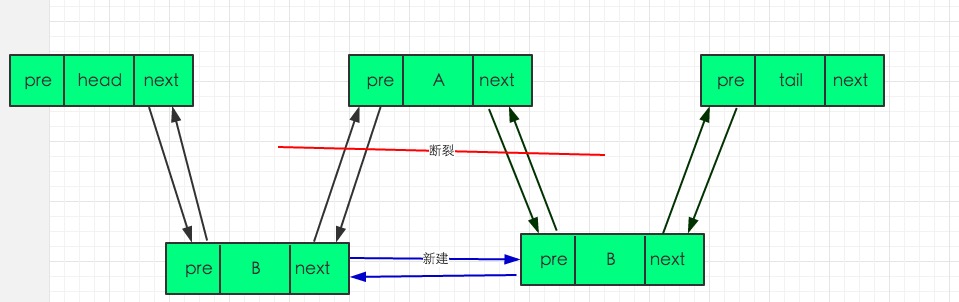 pre head next
pre A next
pre tail next
断裂
pre B next
新建
pre B next